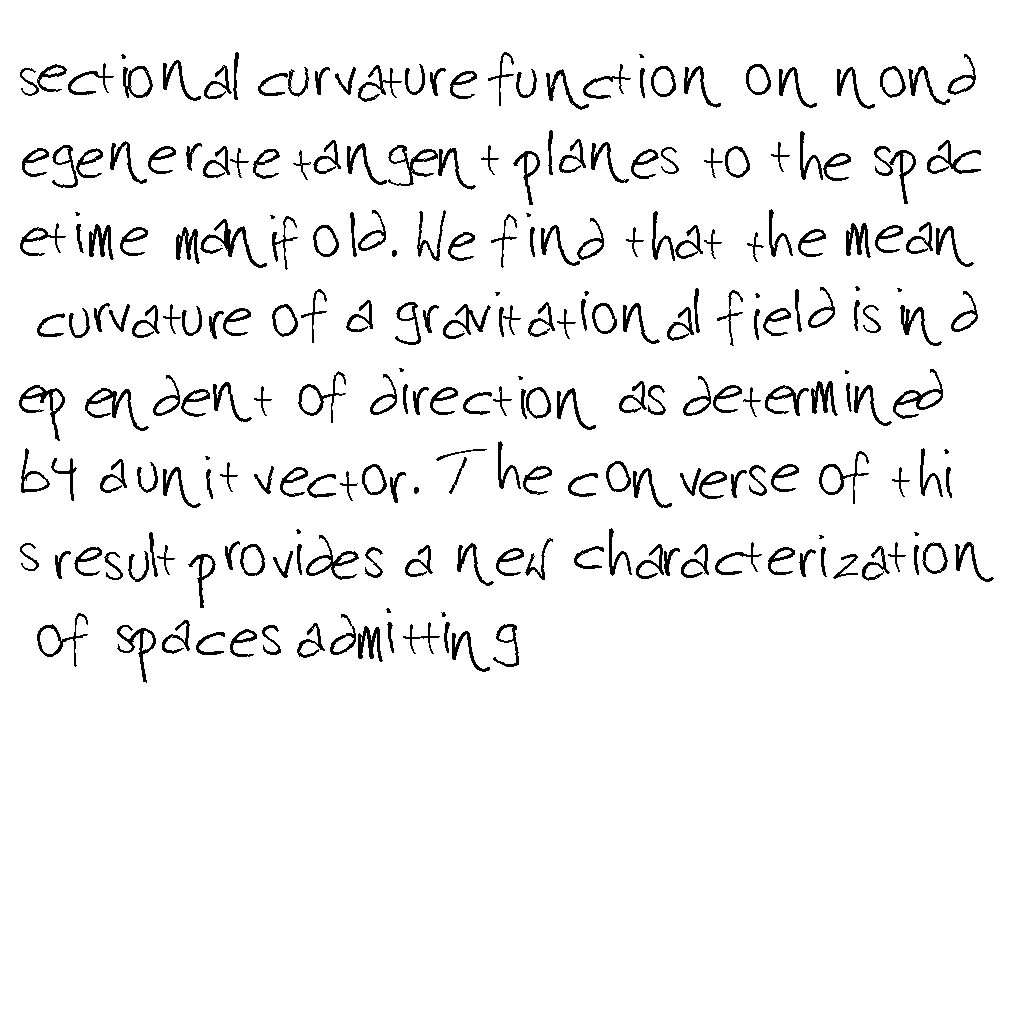 sectional curvature function on nond
egenerate tangent planes to the spac
etime manifold. We find that the mean
curvature of a gravitational field is ind
ependent of direction as determined
by a unit vector. The converse of thi
s result provides a new characterization
of spaces admitting